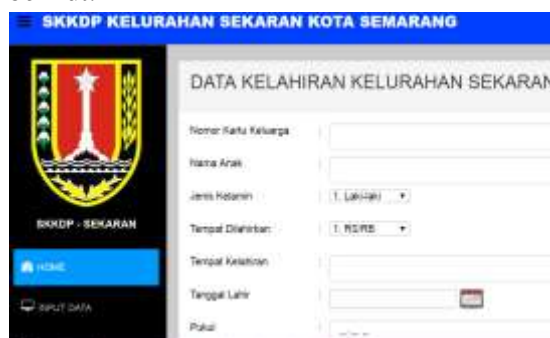 SKKDP KELURAHAN SEKARAN KOTA SEMARANG
DATA KELAHIRAN KELURAHAN SEKARAN
Nomor Kartu Keluarga :
Nama Anak :
Jenis Kelamin : 1. Laki-laki
Tempat Dilahirkan : 1. RS/RB
Tempat Kelahiran :
Tanggal Lahir :
Pukul :
SKKDP - SEKARAN
HOME
INPUT DATA